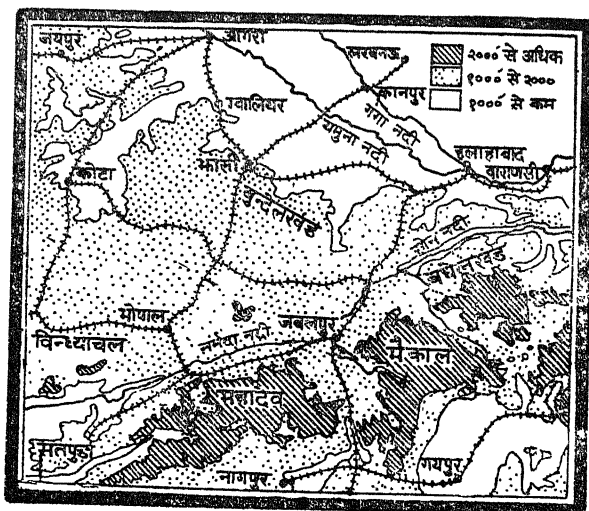 जयपुर
आगरा
लखनऊ
२०००' से अधिक
१०००' से २०००
१०००' से कम
ग्वालियर
कानपुर
गंगा नदी
यमुना नदी
इलाहाबाद
वाराणसी
कोटा
झाँसी
बुन्देलखंड
सोन नदी
बघेलखंड
भोपाल
विन्ध्याचल
नर्मदा नदी
जबलपुर
मैकाल
महादेव
सतपुड़ा
नागपुर
रायपुर